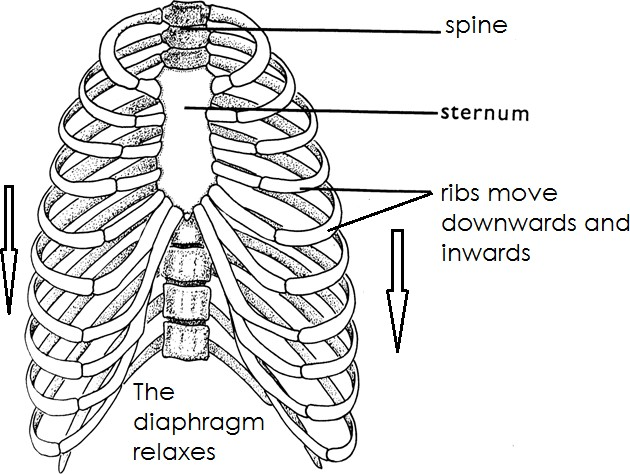 spine
sternum
ribs move
downwards and
inwards
The
diaphragm
relaxes